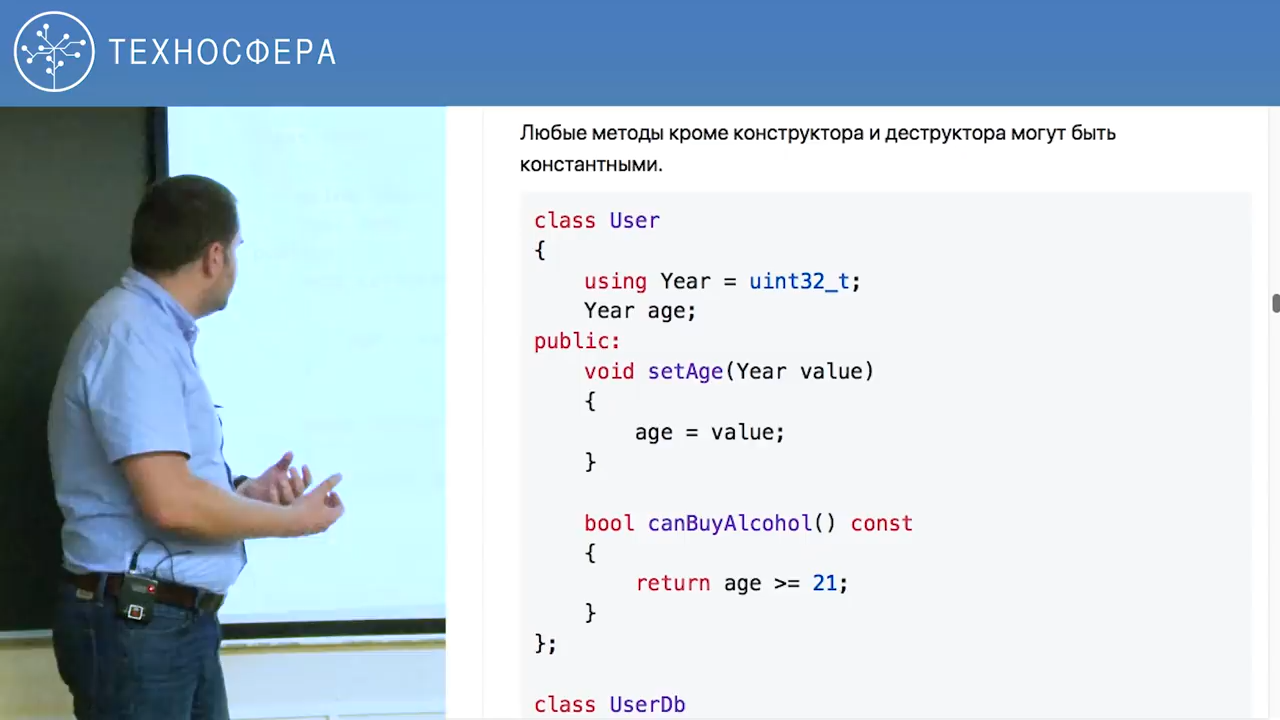 ТЕХНОСФЕРА
Любые методы кроме конструктора и деструктора могут быть
константными.
class User
{
    using Year = uint32_t;
    Year age;
public:
    void setAge(Year value)
    {
        age = value;
    }

    bool canBuyAlcohol() const
    {
        return age >= 21;
    }
};

class UserDb